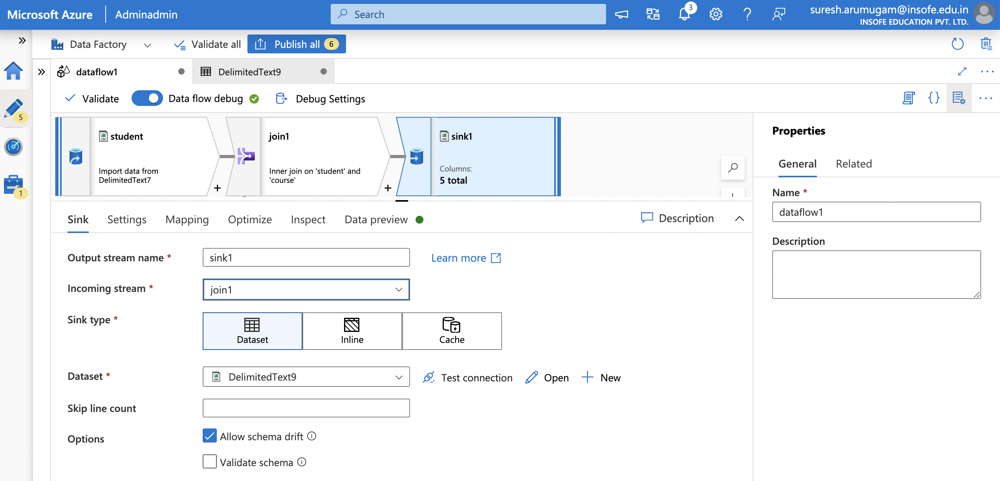 Microsoft Azure
Adminadmin
Search
3
suresh.arumugam@insofe.edu.in
INSOFE EDUCATION PVT. LTD.
Data Factory
Validate all
Publish all
6
dataflow1
DelimitedText9
5
Validate
Data flow debug
Debug Settings
student
Import data from
DelimitedText7
join1
Inner join on 'student' and
'course'
sink1
Columns:
5 total
1
Sink
Settings
Mapping
Optimize
Inspect
Data preview
Description
Output stream name *
sink1
Learn more
Incoming stream *
join1
Sink type *
Dataset
Inline
Cache
Dataset *
DelimitedText9
Test connection
Open
New
Skip line count
Options
Allow schema drift
Validate schema
Properties
General
Related
Name *
dataflow1
Description